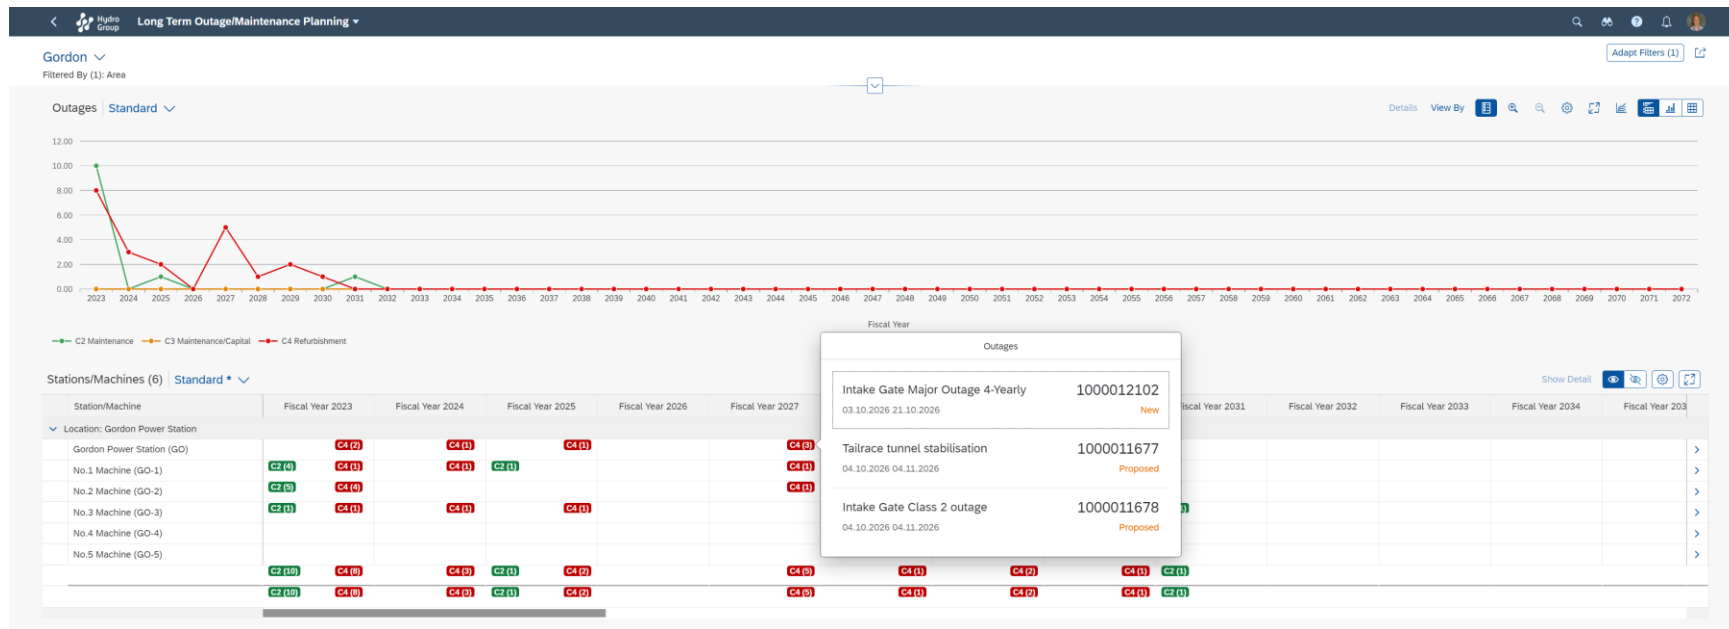 Hydro Group Long Term Outage/Maintenance Planning
Gordon Adapt Filters (1)
Filtered By (1): Area
Outages Standard Details View By
12.00
10.00
8.00
6.00
4.00
2.00
0.00
2023 2024 2025 2026 2027 2028 2029 2030 2031 2032 2033 2034 2035 2036 2037 2038 2039 2040 2041 2042 2043 2044 2045 2046 2047 2048 2049 2050 2051 2052 2053 2054 2055 2056 2057 2058 2059 2060 2061 2062 2063 2064 2065 2066 2067 2068 2069 2070 2071 2072
Fiscal Year
C2 Maintenance C3 Maintenance/Capital C4 Refurbishment
Stations/Machines (6) Standard * Show Detail
Station/Machine Fiscal Year 2023 Fiscal Year 2024 Fiscal Year 2025 Fiscal Year 2026 Fiscal Year 2027 iscal Year 2031 Fiscal Year 2032 Fiscal Year 2033 Fiscal Year 2034 Fiscal Year 203
Location: Gordon Power Station
Gordon Power Station (GO) C4 (2) C4 (1) C4 (1) C4 (3)
No.1 Machine (GO-1) C2 (4) C4 (1) C4 (1) C2 (1) C4 (1)
No.2 Machine (GO-2) C2 (5) C4 (4) C4 (1)
No.3 Machine (GO-3) C2 (1) C4 (1) C4 (1) C4 (1)
No.4 Machine (GO-4)
No.5 Machine (GO-5)
C2 (10) C4 (8) C4 (3) C2 (1) C4 (2) C4 (5) C4 (1) C4 (2) C4 (1) C2 (1)
C2 (10) C4 (8) C4 (3) C2 (1) C4 (2) C4 (5) C4 (1) C4 (2) C4 (1) C2 (1)
Outages
Intake Gate Major Outage 4-Yearly 1000012102
03.10.2026 21.10.2026 New
Tailrace tunnel stabilisation 1000011677
04.10.2026 04.11.2026 Proposed
Intake Gate Class 2 outage 1000011678
04.10.2026 04.11.2026 Proposed